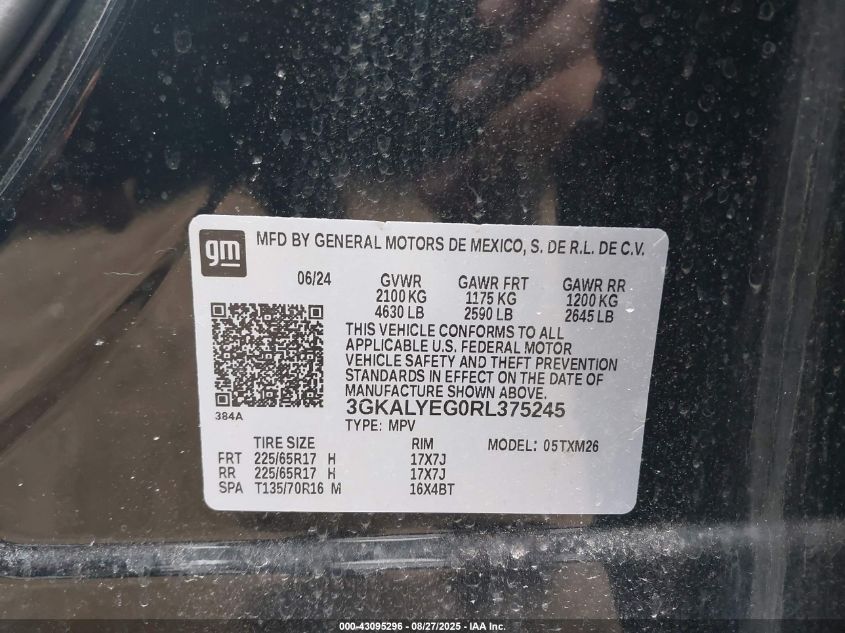 gm
MFD BY GENERAL MOTORS DE MEXICO, S. DE R.L. DE C.V.
06/24 GVWR GAWR FRT GAWR RR
2100 KG 1175 KG 1200 KG
4630 LB 2590 LB 2645 LB
THIS VEHICLE CONFORMS TO ALL
APPLICABLE U.S. FEDERAL MOTOR
VEHICLE SAFETY AND THEFT PREVENTION
STANDARDS IN EFFECT ON THE DATE OF
MANUFACTURE SHOWN ABOVE.
3GKALYEG0RL375245
384A
TYPE: MPV
TIRE SIZE RIM MODEL: 05TXM26
FRT 225/65R17 H 17X7J
RR 225/65R17 H 17X7J
SPA T135/70R16 M 16X4BT
000-43095296 - 08/27/2025 - IAA Inc.